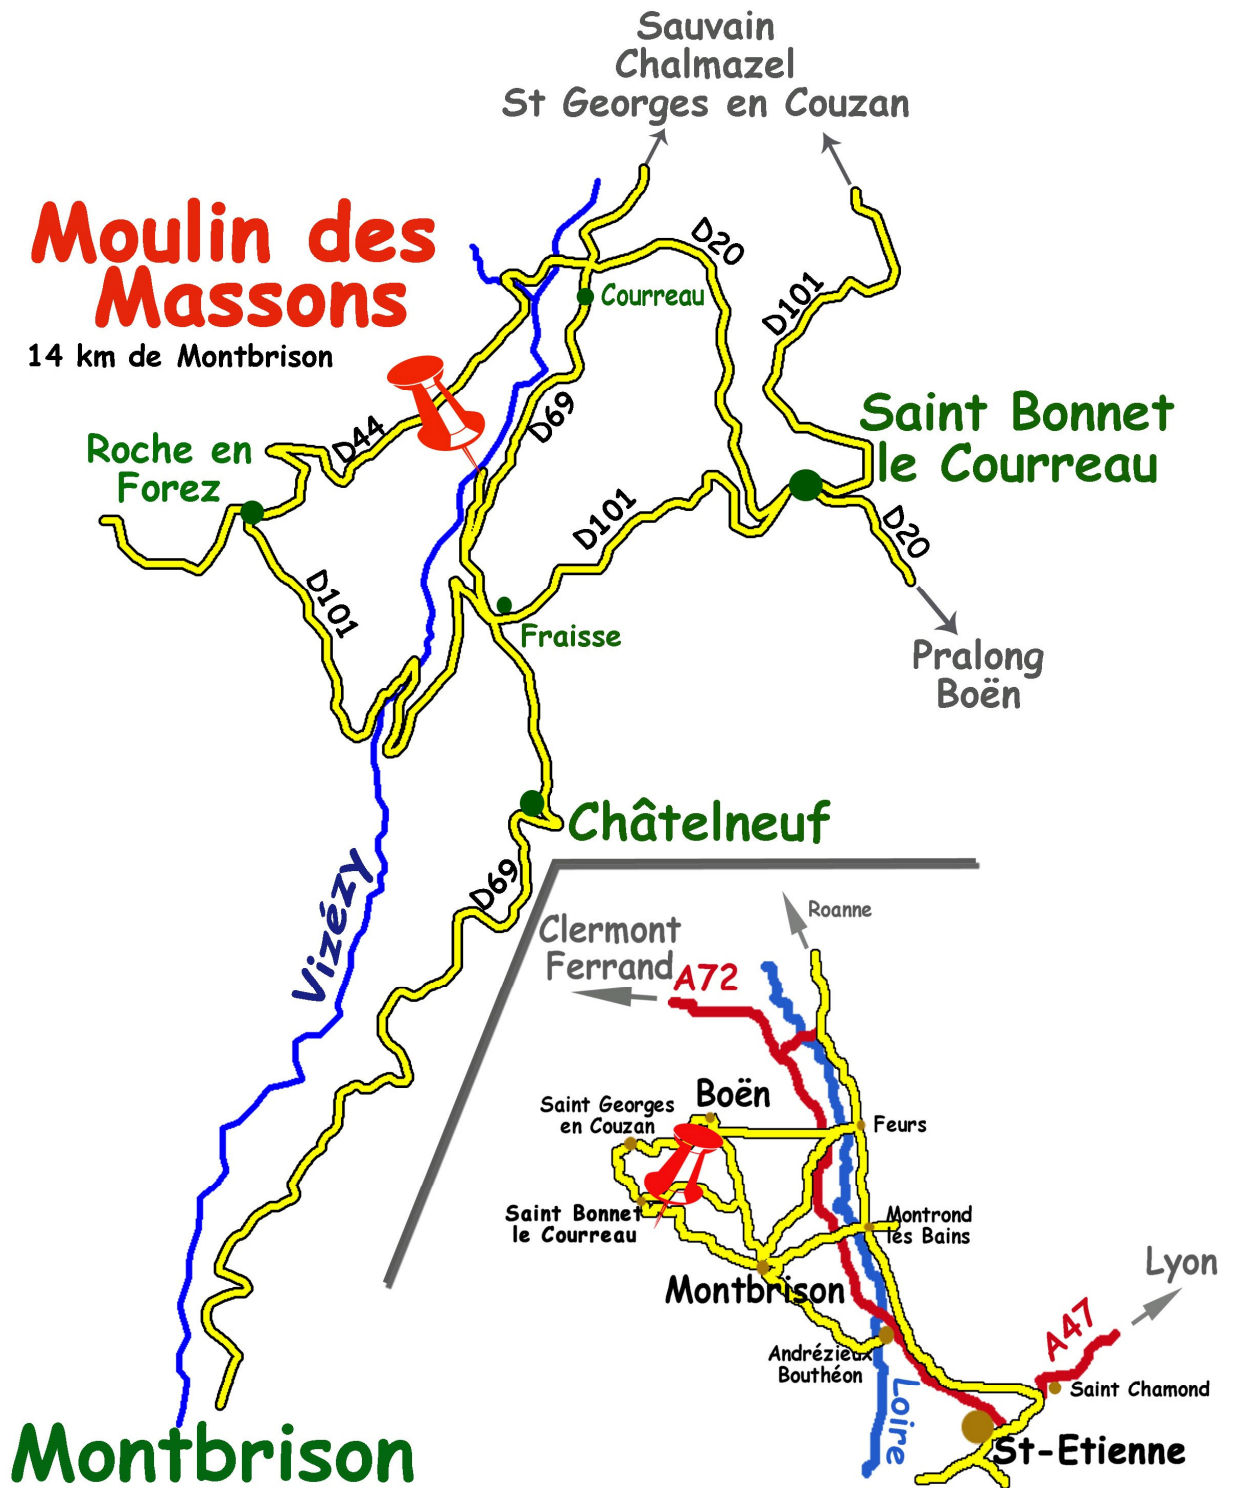 Sauvain
Chalmazel
St Georges en Couzan
Moulin des
Massons
14 km de Montbrison
D20
D101
Courreau
D69
D44
Roche en
Forez
Saint Bonnet
le Courreau
D101
D20
D101
Fraisse
Pralong
Boën
Châtelneuf
D69
Vizézy
Montbrison
Roanne
Clermont
Ferrand
A72
Boën
Saint Georges
en Couzan
Feurs
Saint Bonnet
le Courreau
Montrond
lès Bains
Montbrison
Lyon
A47
Andrézieux
Bouthéon
Loire
Saint Chamond
St-Etienne